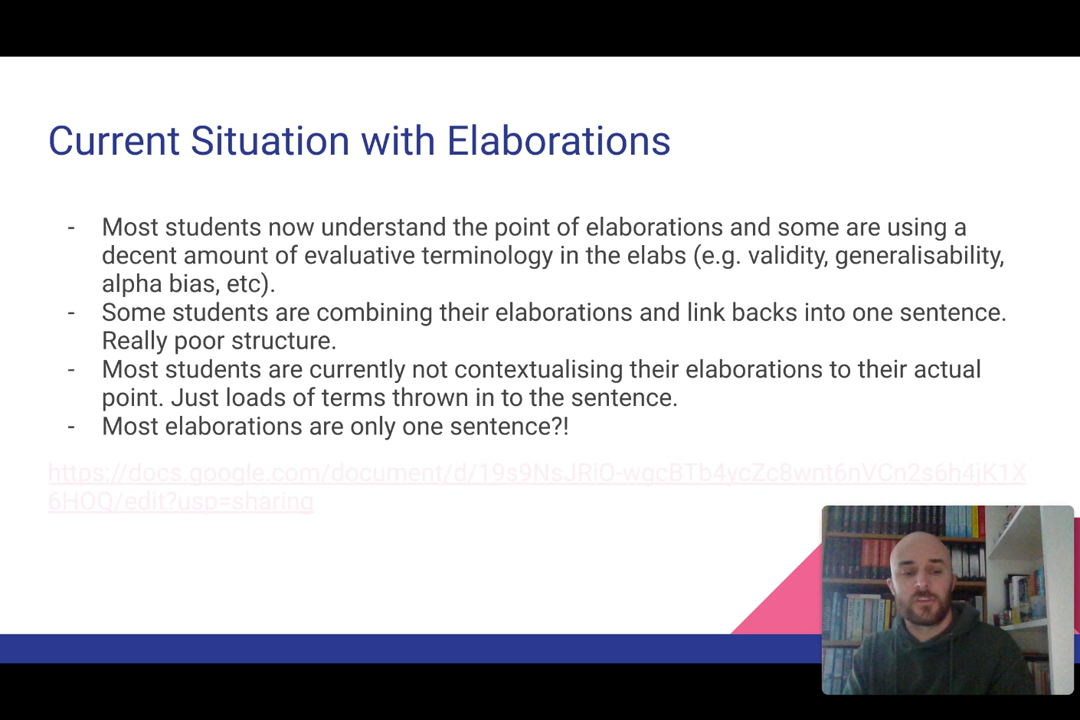 Current Situation with Elaborations
- Most students now understand the point of elaborations and some are using a
decent amount of evaluative terminology in the elabs (e.g. validity, generalisability,
alpha bias, etc).
- Some students are combining their elaborations and link backs into one sentence.
Really poor structure.
- Most students are currently not contextualising their elaborations to their actual
point. Just loads of terms thrown in to the sentence.
- Most elaborations are only one sentence?!
https://docs.google.com/document/d/19s9NsJRiO-wgcBTb4ycZc8wnt6nVCn2s6h4jK1X
6HOQ/edit?usp=sharing